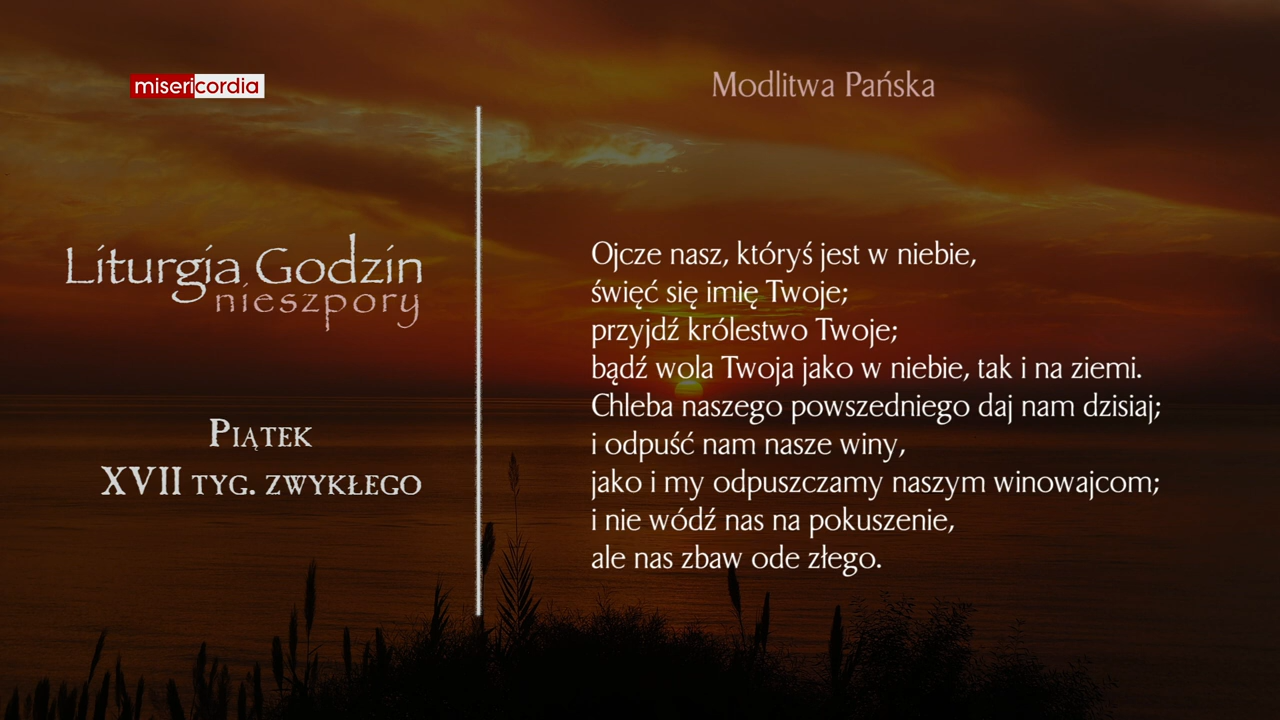 misericordia
Liturgia Godzin
nieszpory
Piątek
XVII tyg. zwykłego
Modlitwa Pańska
Ojcze nasz, któryś jest w niebie,
święć się imię Twoje;
przyjdź królestwo Twoje;
bądź wola Twoja jako w niebie, tak i na ziemi.
Chleba naszego powszedniego daj nam dzisiaj;
i odpuść nam nasze winy,
jako i my odpuszczamy naszym winowajcom;
i nie wódź nas na pokuszenie,
ale nas zbaw ode złego.